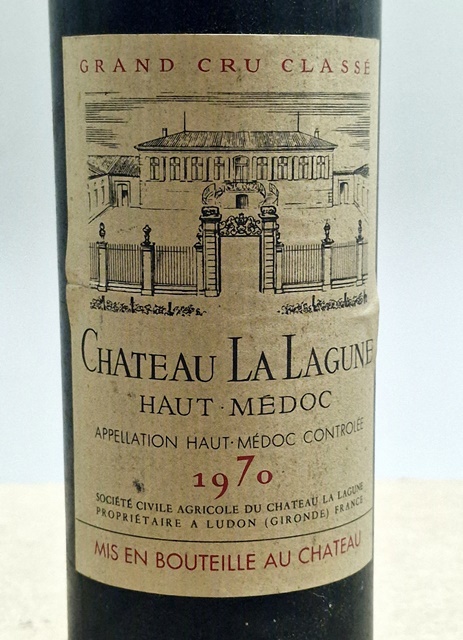 GRAND CRU CLASSÉ
CHATEAU LA LAGUNE
HAUT·MÉDOC
APPELLATION HAUT·MÉDOC CONTROLÉE
1970
SOCIÉTÉ CIVILE AGRICOLE DU CHATEAU LA LAGUNE
PROPRIÉTAIRE A LUDON (GIRONDE) FRANCE
MIS EN BOUTEILLE AU CHATEAU